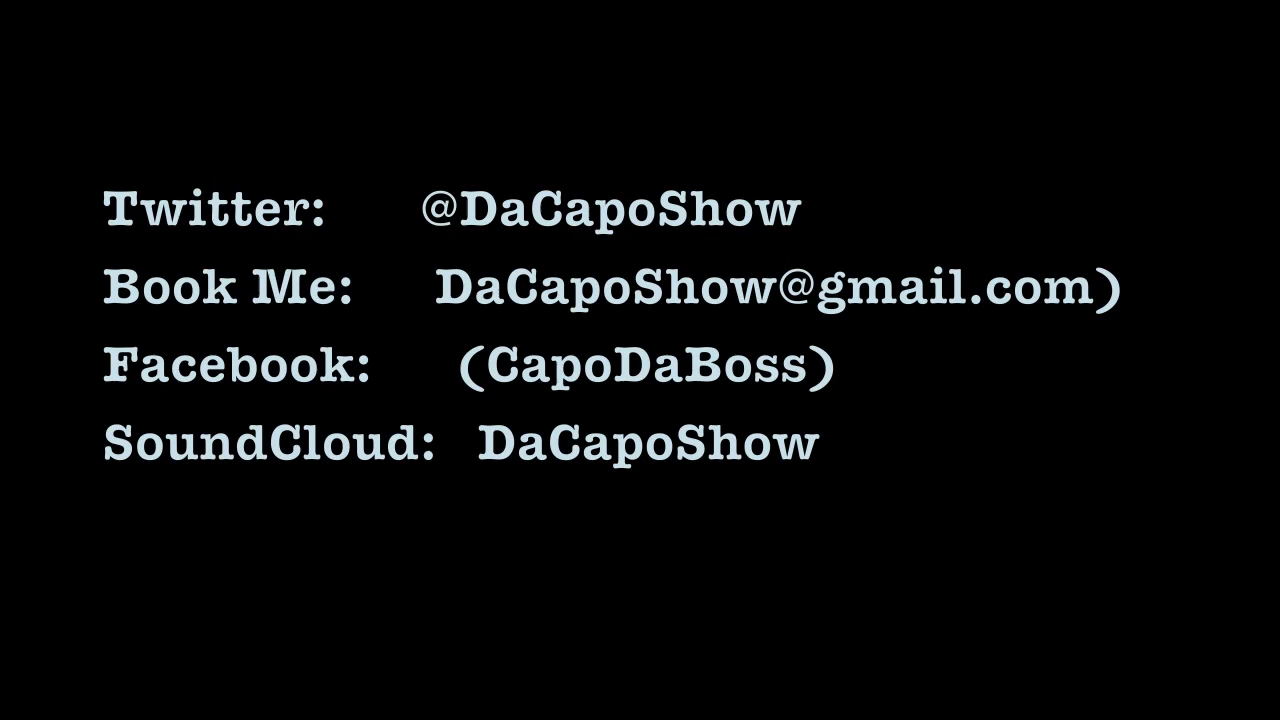 Twitter: @DaCapoShow
Book Me: DaCapoShow@gmail.com)
Facebook: (CapoDaBoss)
SoundCloud: DaCapoShow